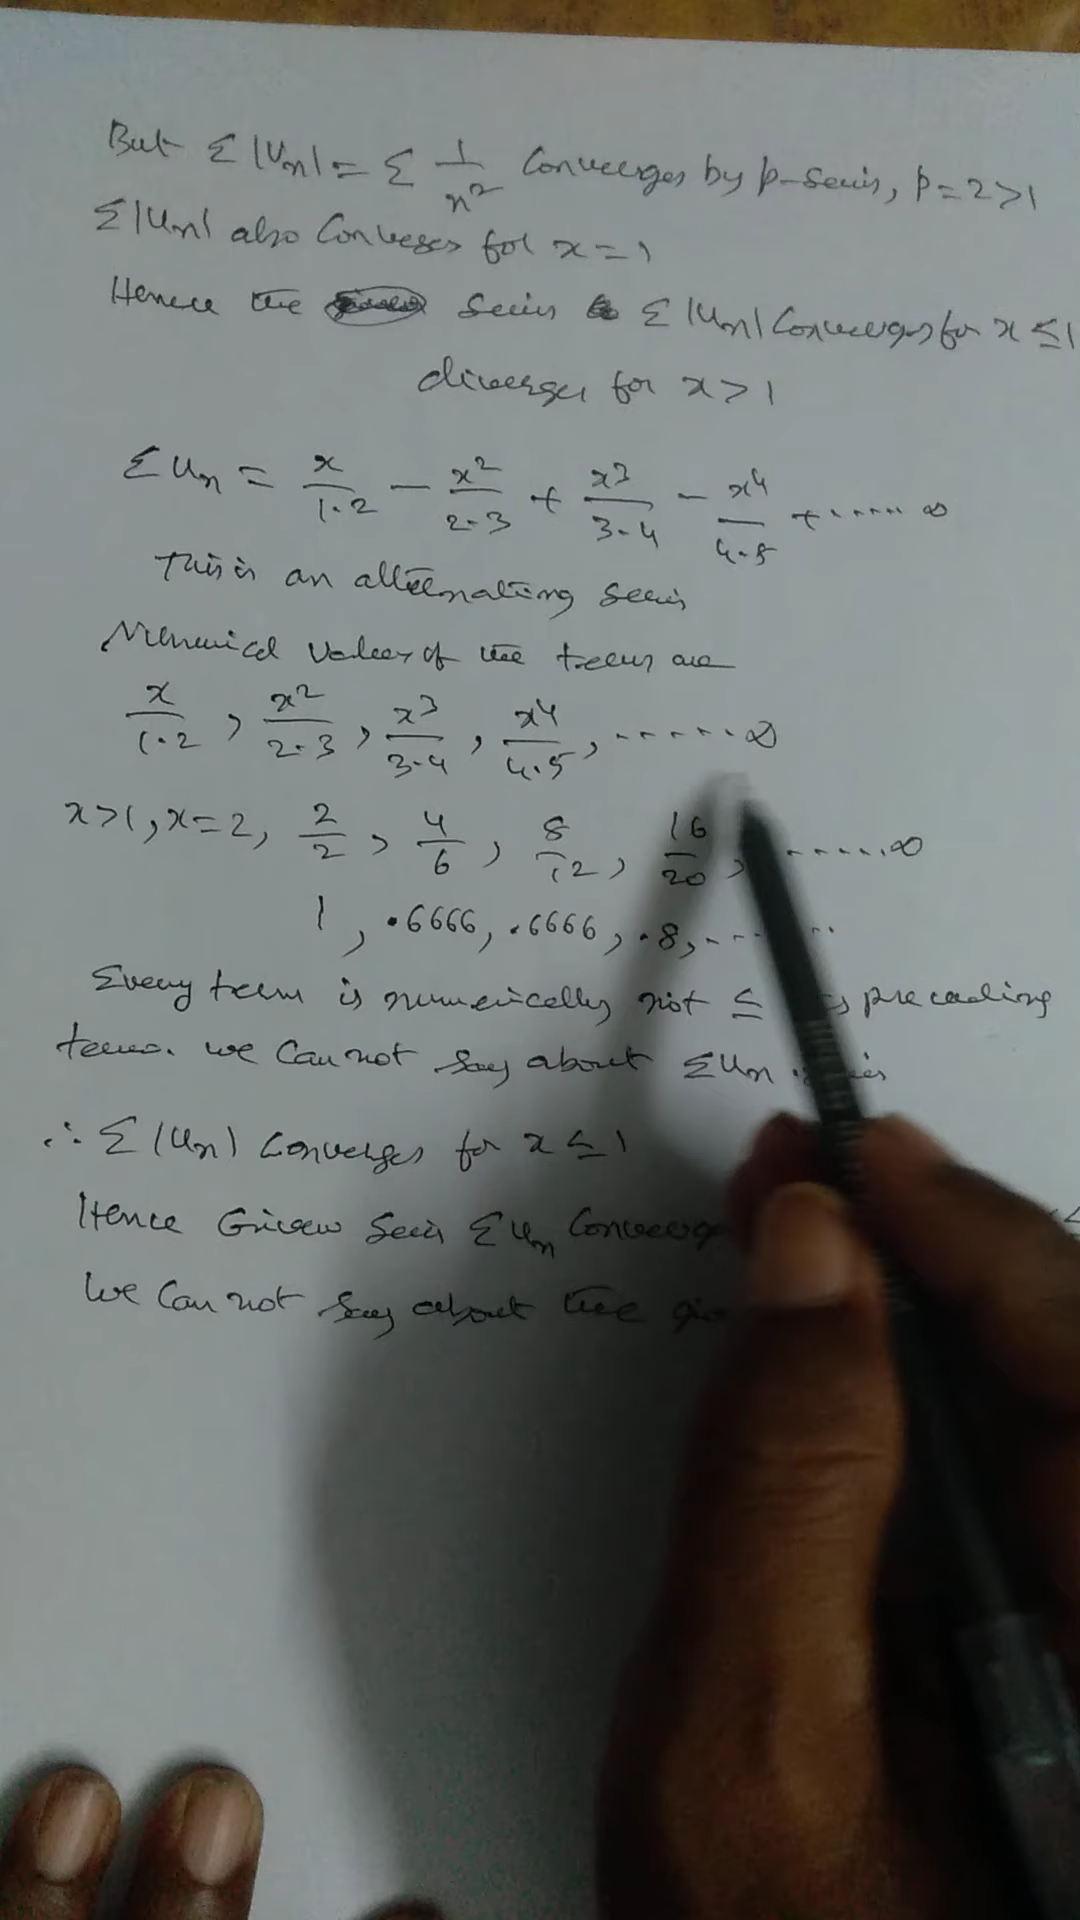 But Σ|Vn| = Σ 1/n² Converges by p-series, p=2>1
Σ|Un| also Converges for x=1
Hence the Series Σ|Un| Converges for x ≤ 1
diverges for x>1
ΣUn = x/1.2 - x²/2.3 + x³/3.4 - x⁴/4.5 + ...... ∞
This is an alternating series
Numerical values of the terms are
x/1.2, x²/2.3, x³/3.4, x⁴/4.5, ...... ∞
x>1, x=2, 2/2, 4/6, 8/12, 16/20, ...... ∞
1, .6666, .6666, .8, ......
Every term is numerically not ≤ preceding
terms. we Can not Say about ΣUn
∴ Σ|Un| Converges for x ≤ 1
Hence Given Series ΣUn
We Can not Say about the